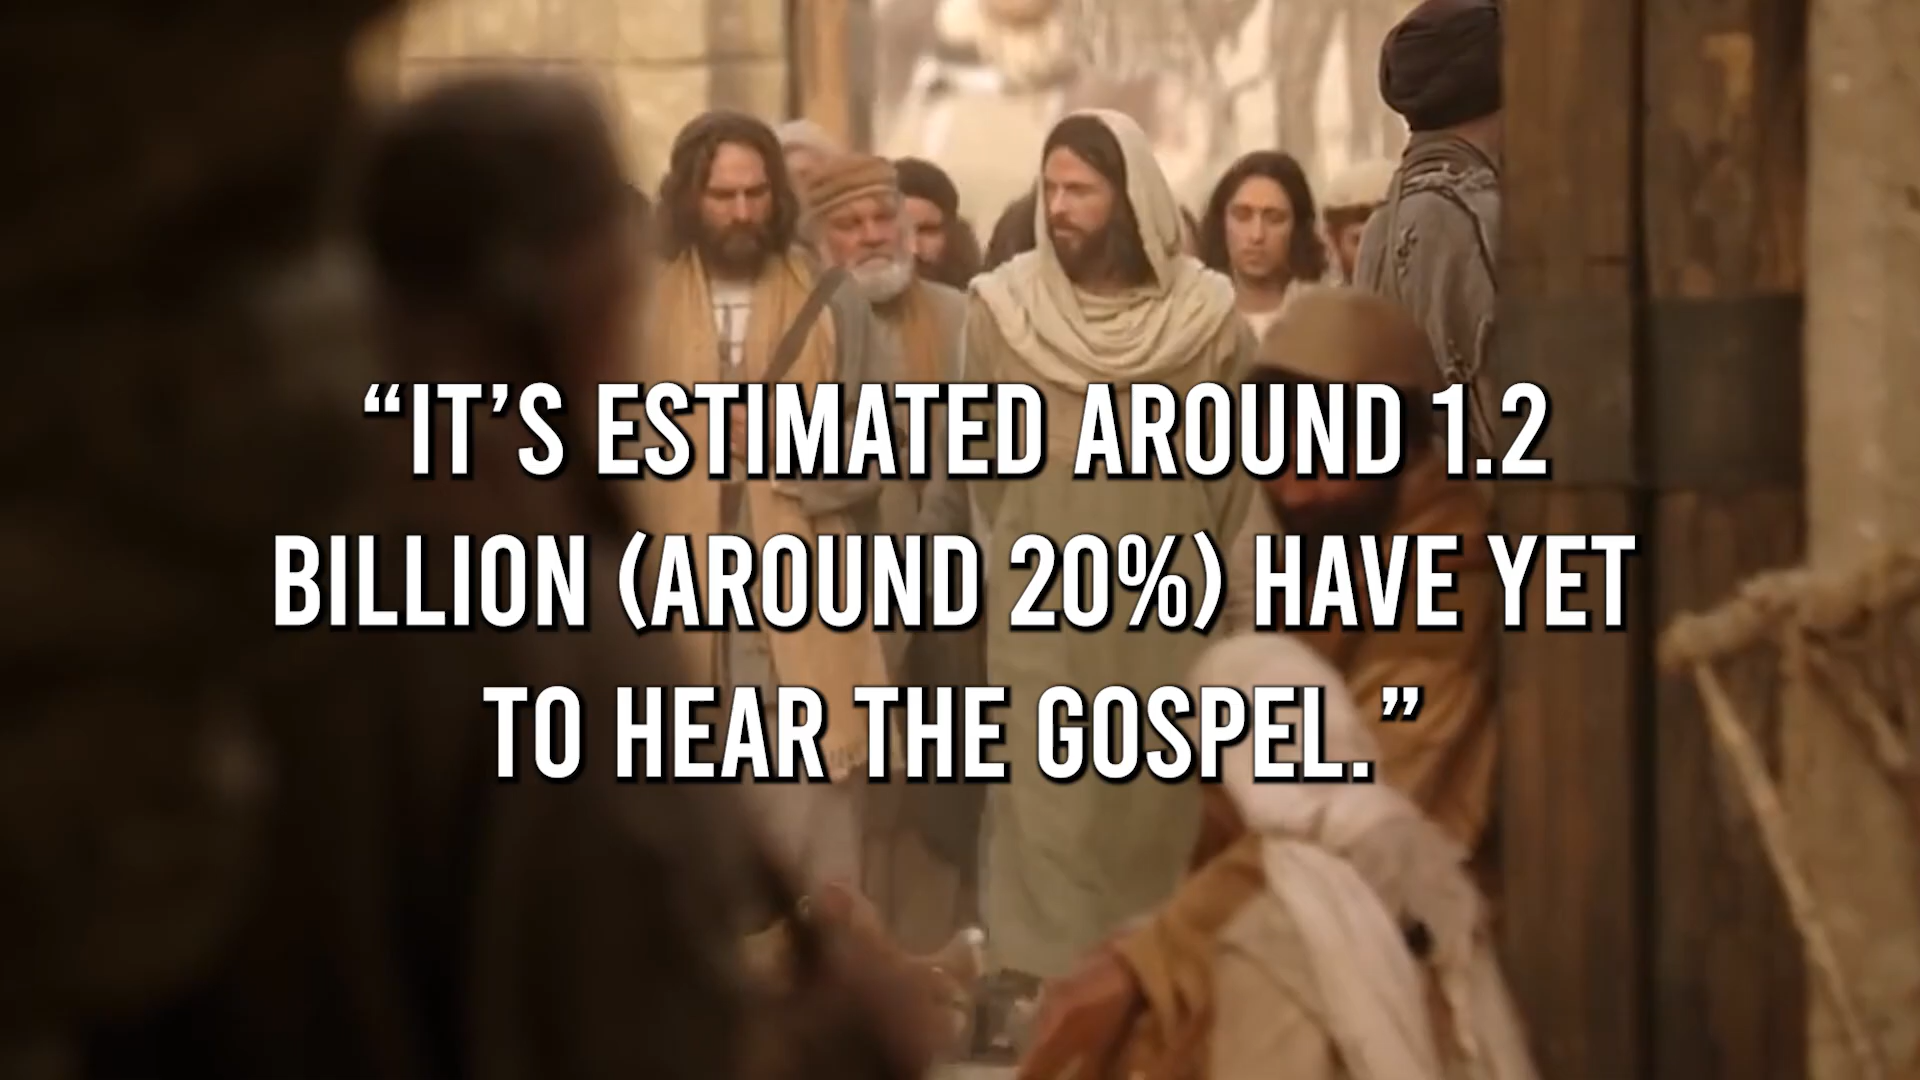 “IT’S ESTIMATED AROUND 1.2
BILLION (AROUND 20%) HAVE YET
TO HEAR THE GOSPEL.”